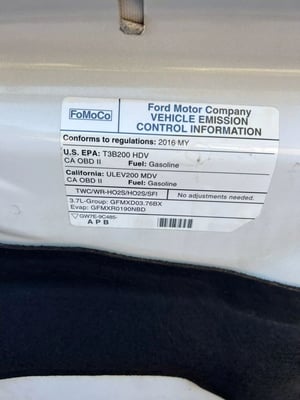 FoMoCo
Ford Motor Company
VEHICLE EMISSION
CONTROL INFORMATION
Conforms to regulations: 2016 MY
U.S. EPA: T3B200 HDV
CA OBD II Fuel: Gasoline
California: ULEV200 MDV
CA OBD II Fuel: Gasoline
TWC/WR-HO2S/HO2S/SFI No adjustments needed.
3.7L-Group: GFMXD03.76BX
Evap: GFMXR0190NBD
GW7E-9C485-
A P B